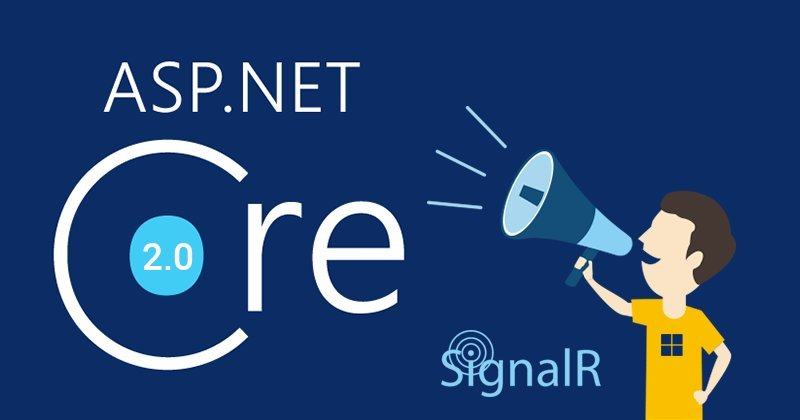 ASP.NET
Core
2.0
SignalR